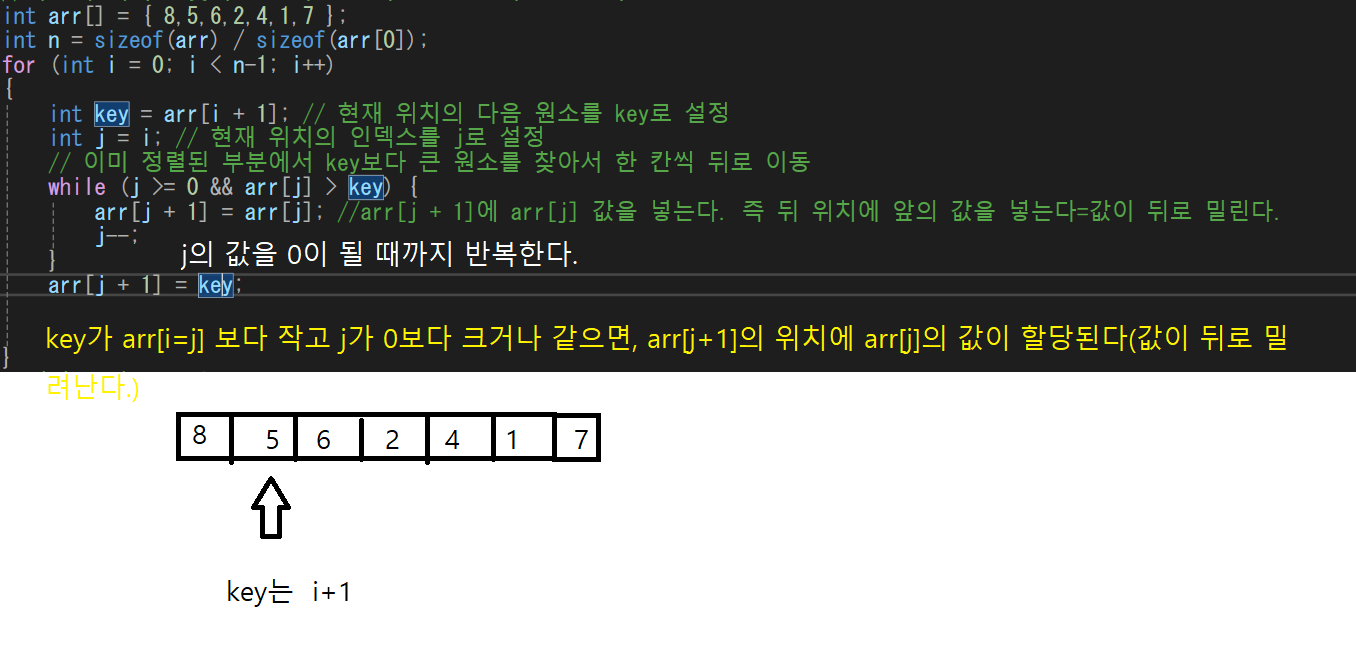 int arr[] = { 8,5,6,2,4,1,7 };
int n = sizeof(arr) / sizeof(arr[0]);
for (int i = 0; i < n-1; i++)
{
int key = arr[i + 1]; // 현재 위치의 다음 원소를 key로 설정
int j = i; // 현재 위치의 인덱스를 j로 설정
// 이미 정렬된 부분에서 key보다 큰 원소를 찾아서 한 칸씩 뒤로 이동
while (j >= 0 && arr[j] > key) {
arr[j + 1] = arr[j]; //arr[j + 1]에 arr[j] 값을 넣는다. 즉 뒤 위치에 앞의 값을 넣는다=값이 뒤로 밀린다.
j--;
} j의 값을 0이 될 때까지 반복한다.
arr[j + 1] = key;
key가 arr[i=j] 보다 작고 j가 0보다 크거나 같으면, arr[j+1]의 위치에 arr[j]의 값이 할당된다(값이 뒤로 밀
}
려난다.)
8 5 6 2 4 1 7
key는 i+1